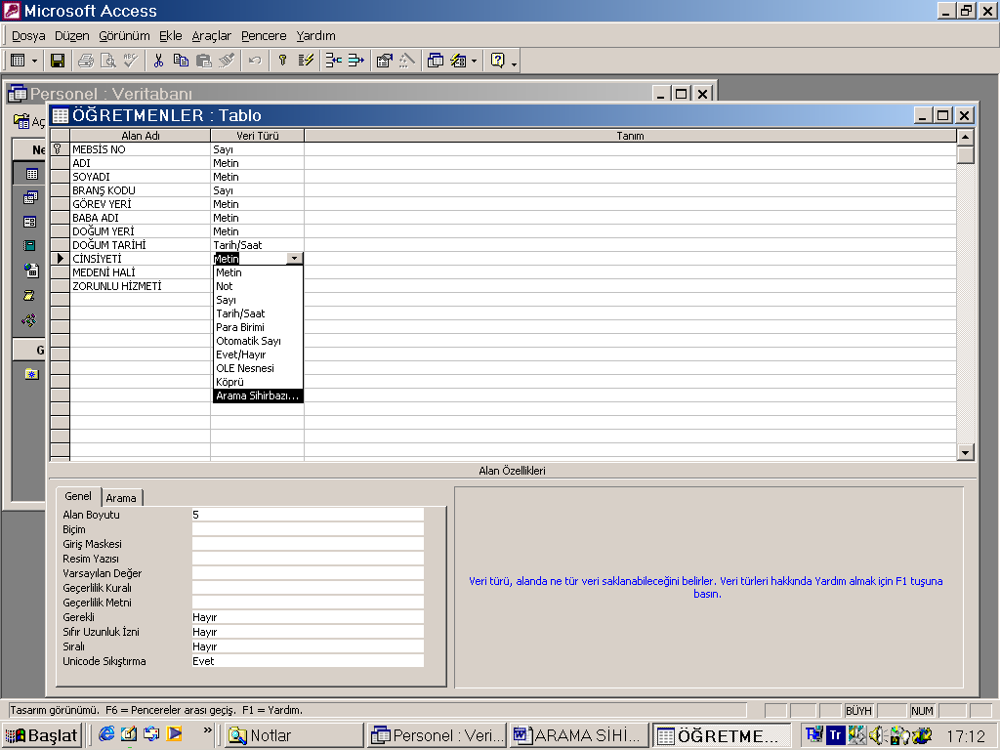 Microsoft Access
Dosya Düzen Görünüm Ekle Araçlar Pencere Yardım
Personel : Veritabanı
ÖĞRETMENLER : Tablo
Alan Adı Veri Türü Tanım
MEBSİS NO Sayı
ADI Metin
SOYADI Metin
BRANŞ KODU Sayı
GÖREV YERİ Metin
BABA ADI Metin
DOĞUM YERİ Metin
DOĞUM TARİHİ Tarih/Saat
CİNSİYETİ Metin
MEDENİ HALİ Metin
ZORUNLU HİZMETİ Not
Sayı
Tarih/Saat
Para Birimi
Otomatik Sayı
Evet/Hayır
OLE Nesnesi
Köprü
Arama Sihirbazı...
Alan Özellikleri
Genel Arama
Alan Boyutu 5
Biçim
Giriş Maskesi
Resim Yazısı
Varsayılan Değer
Geçerlilik Kuralı
Geçerlilik Metni
Gerekli Hayır
Sıfır Uzunluk İzni Hayır
Sıralı Hayır
Unicode Sıkıştırma Evet
Veri türü, alanda ne tür veri saklanabileceğini belirler. Veri türleri hakkında Yardım almak için F1 tuşuna
basın.
Tasarım görünümü. F6 = Pencereler arası geçiş. F1 = Yardım. BÜYH NUM
Başlat » Notlar Personel : Veri... ARAMA SİHİ... ÖĞRETME... Tr 17:12